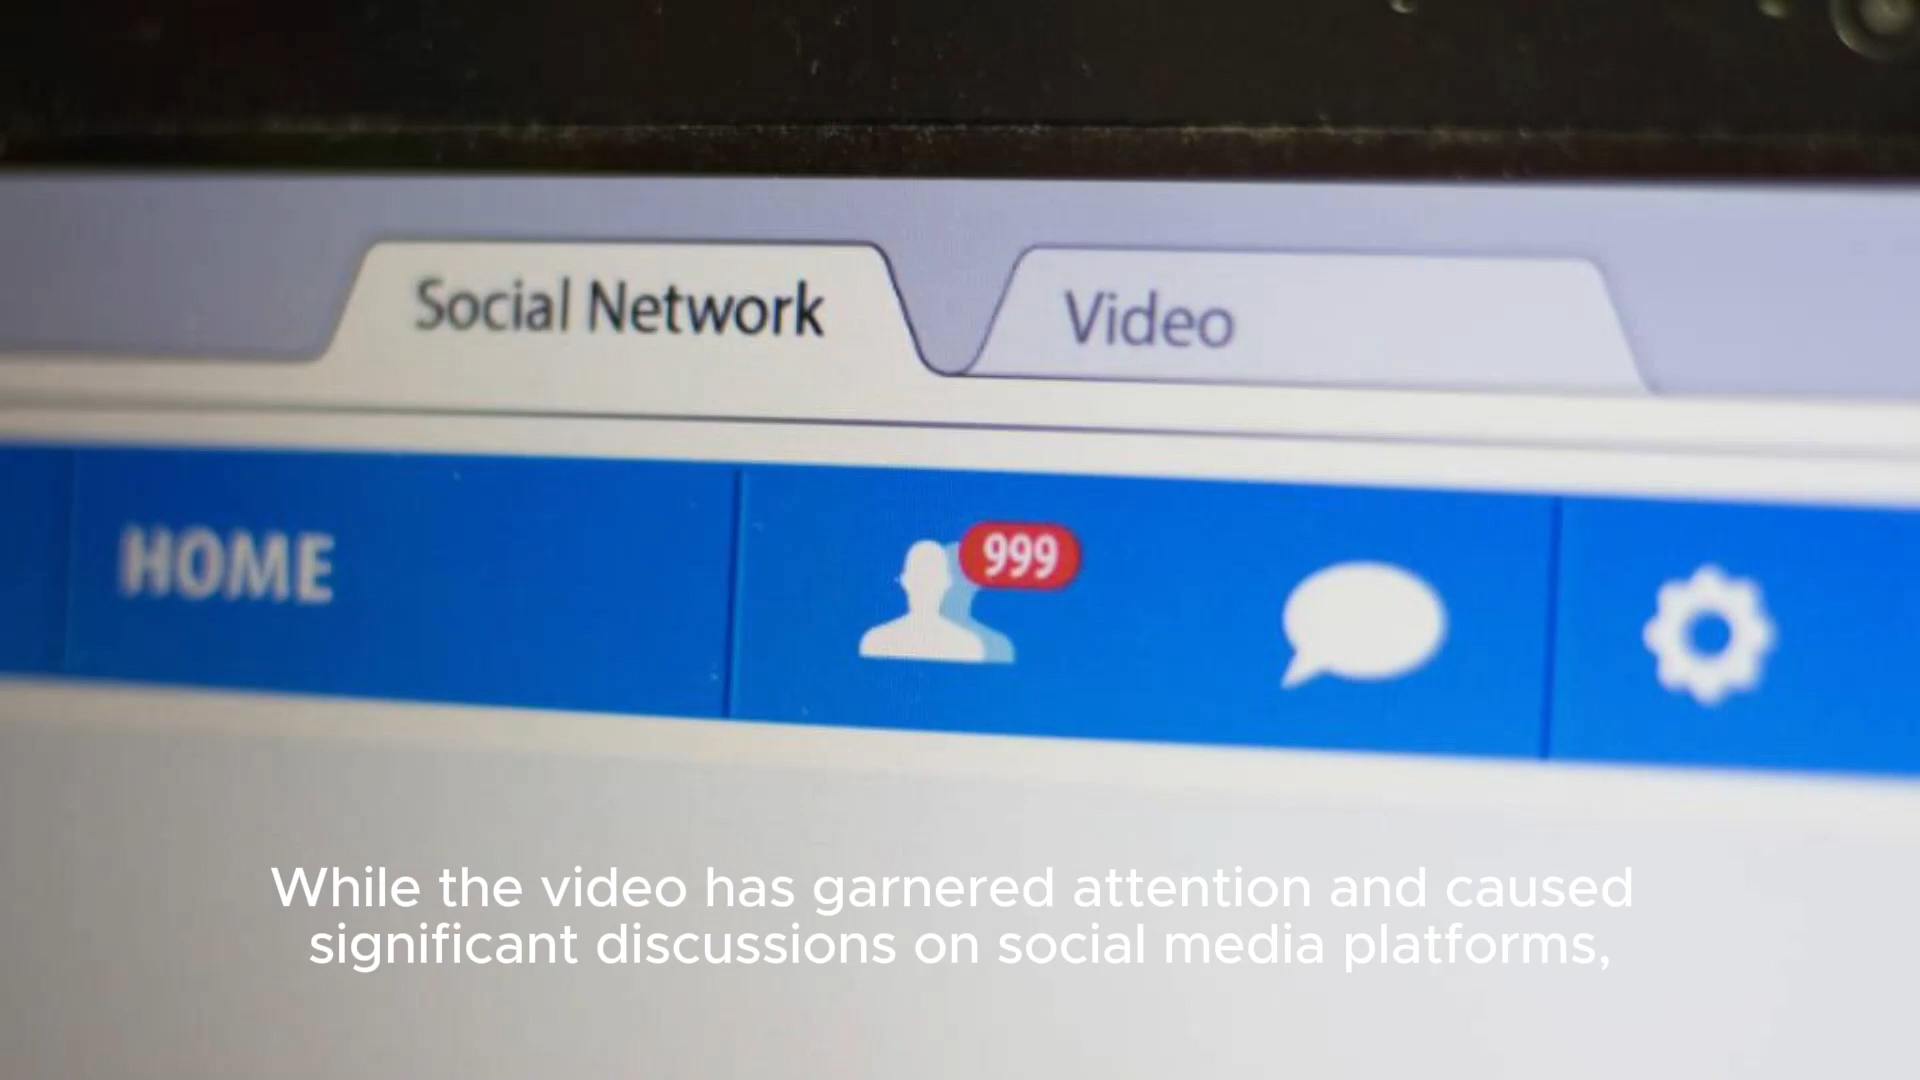 Social Network
Video
HOME
999
While the video has garnered attention and caused
significant discussions on social media platforms,